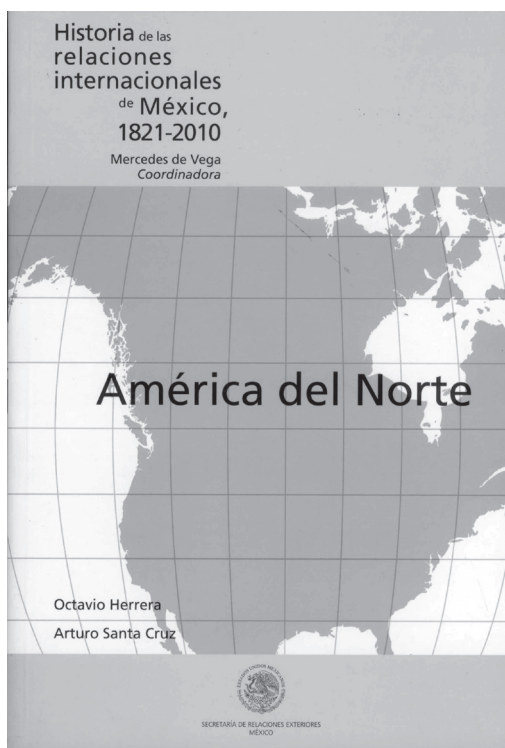 Historia de las
relaciones
internacionales
de México,
1821-2010
Mercedes de Vega
Coordinadora
América del Norte
Octavio Herrera
Arturo Santa Cruz
SECRETARÍA DE RELACIONES EXTERIORES
MÉXICO